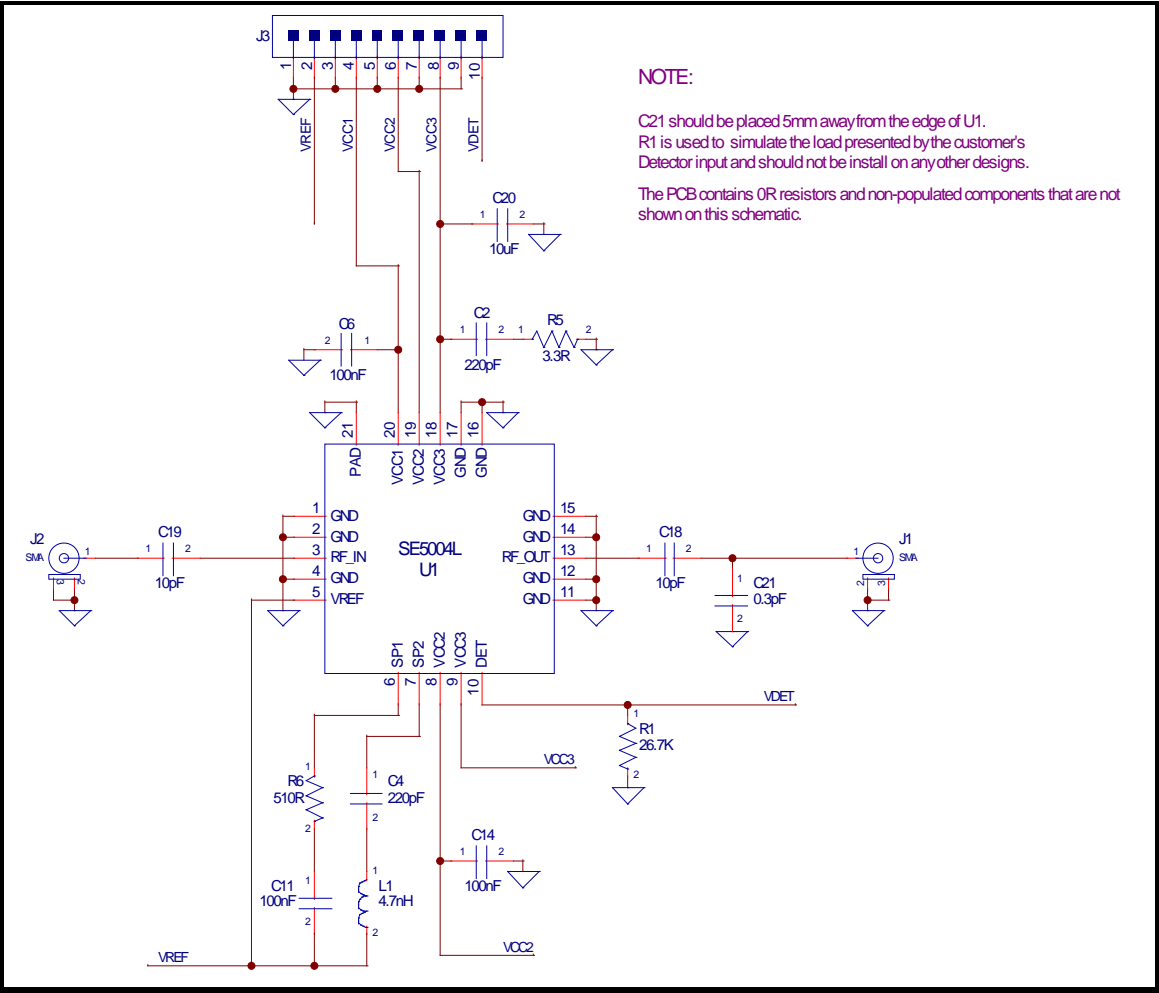 J3
1 2 3 4 5 6 7 8 9 10
VREF VCC1 VCC2 VCC3 VDET
NOTE:
C21 should be placed 5mm away from the edge of U1.
R1 is used to simulate the load presented by the customer's
Detector input and should not be install on any other designs.
The PCB contains 0R resistors and non-populated components that are not
shown on this schematic.
C20
1 2
10uF
C6
2 1
100nF
C2
1 2
220pF
R5
1 2
3.3R
21 20 19 18 17 16
PAD VCC1 VCC2 VCC3 GND GND
1 GND
2 GND
3 RF_IN
4 GND
5 VREF
SE5004L
U1
GND 15
GND 14
RF_OUT 13
GND 12
GND 11
SP1 SP2 VCC2 VCC3 DET
6 7 8 9 10
J2
SMA
1
3 2
C19
1 2
10pF
C18
1 2
10pF
J1
SMA
1
2 3
1
C21
0.3pF
2
VDET
1
R1
26.7K
2
VCC3
1
R6
510R
2
1
C4
220pF
2
C14
1 2
100nF
1
C11
100nF
2
1
L1
4.7nH
2
VCC2
VREF